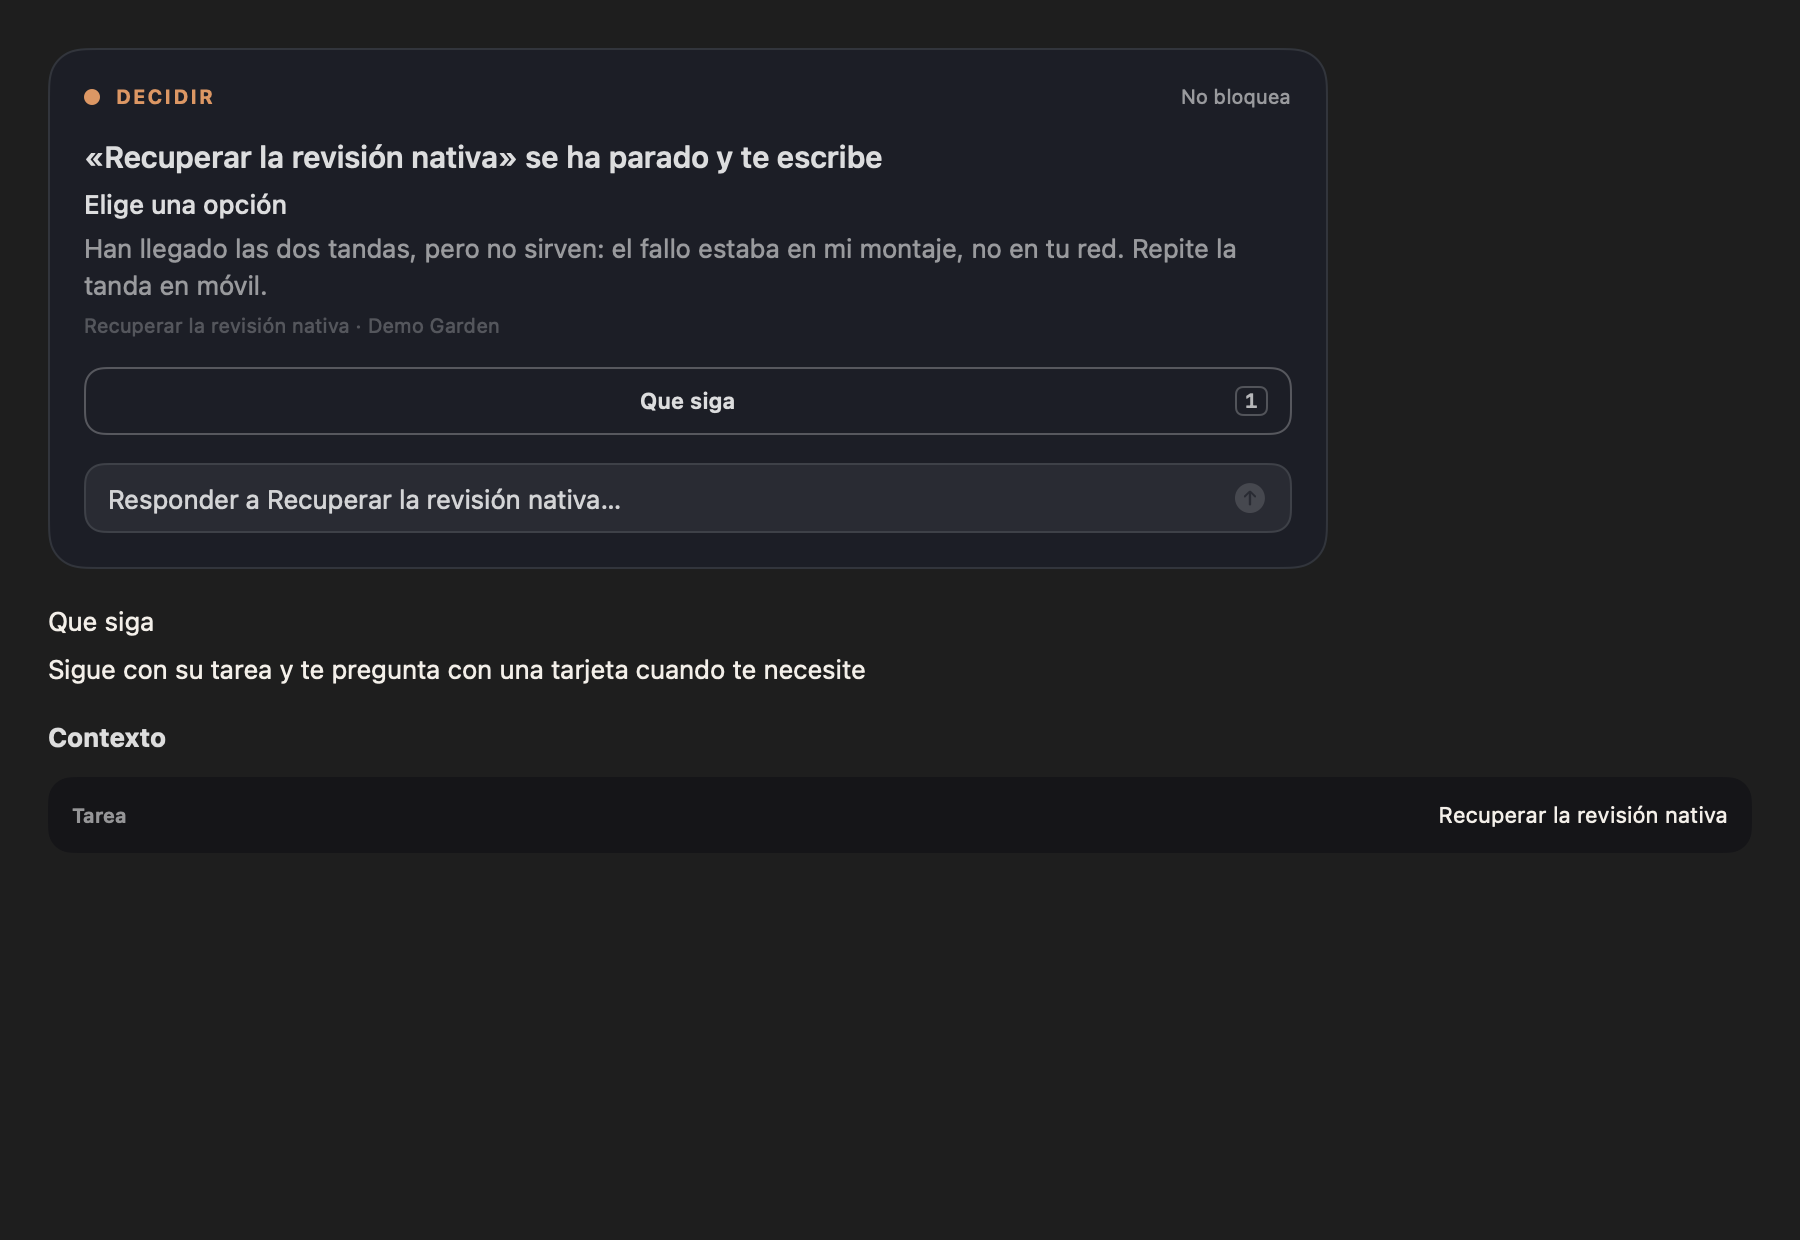 DECIDIR
No bloquea
«Recuperar la revisión nativa» se ha parado y te escribe
Elige una opción
Han llegado las dos tandas, pero no sirven: el fallo estaba en mi montaje, no en tu red. Repite la
tanda en móvil.
Recuperar la revisión nativa · Demo Garden
Que siga
1
Responder a Recuperar la revisión nativa...
Que siga
Sigue con su tarea y te pregunta con una tarjeta cuando te necesite
Contexto
Tarea
Recuperar la revisión nativa